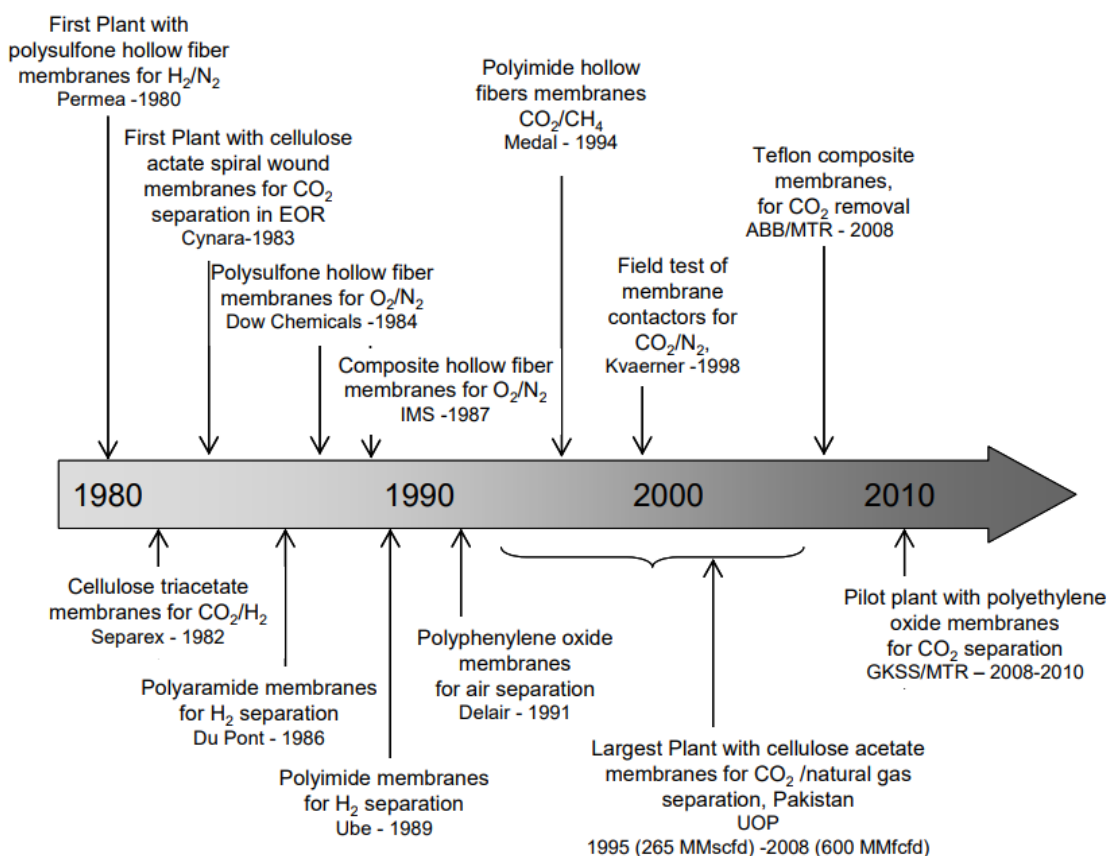 First Plant with
polysulfone hollow fiber
membranes for H₂/N₂
Permea -1980
First Plant with cellulose
actate spiral wound
membranes for CO₂
separation in EOR
Cynara-1983
Polysulfone hollow fiber
membranes for O₂/N₂
Dow Chemicals -1984
Composite hollow fiber
membranes for O₂/N₂
IMS -1987
Polyimide hollow
fibers membranes
CO₂/CH₄
Medal - 1994
Field test of
membrane
contactors for
CO₂/N₂,
Kvaerner -1998
Teflon composite
membranes,
for CO₂ removal
ABB/MTR - 2008
1980
1990
2000
2010
Cellulose triacetate
membranes for CO₂/H₂
Separex - 1982
Polyaramide membranes
for H₂ separation
Du Pont - 1986
Polyimide membranes
for H₂ separation
Ube - 1989
Polyphenylene oxide
membranes
for air separation
Delair - 1991
Largest Plant with cellulose acetate
membranes for CO₂ /natural gas
separation, Pakistan
UOP
1995 (265 MMscfd) -2008 (600 MMfcfd)
Pilot plant with polyethylene
oxide membranes
for CO₂ separation
GKSS/MTR – 2008-2010